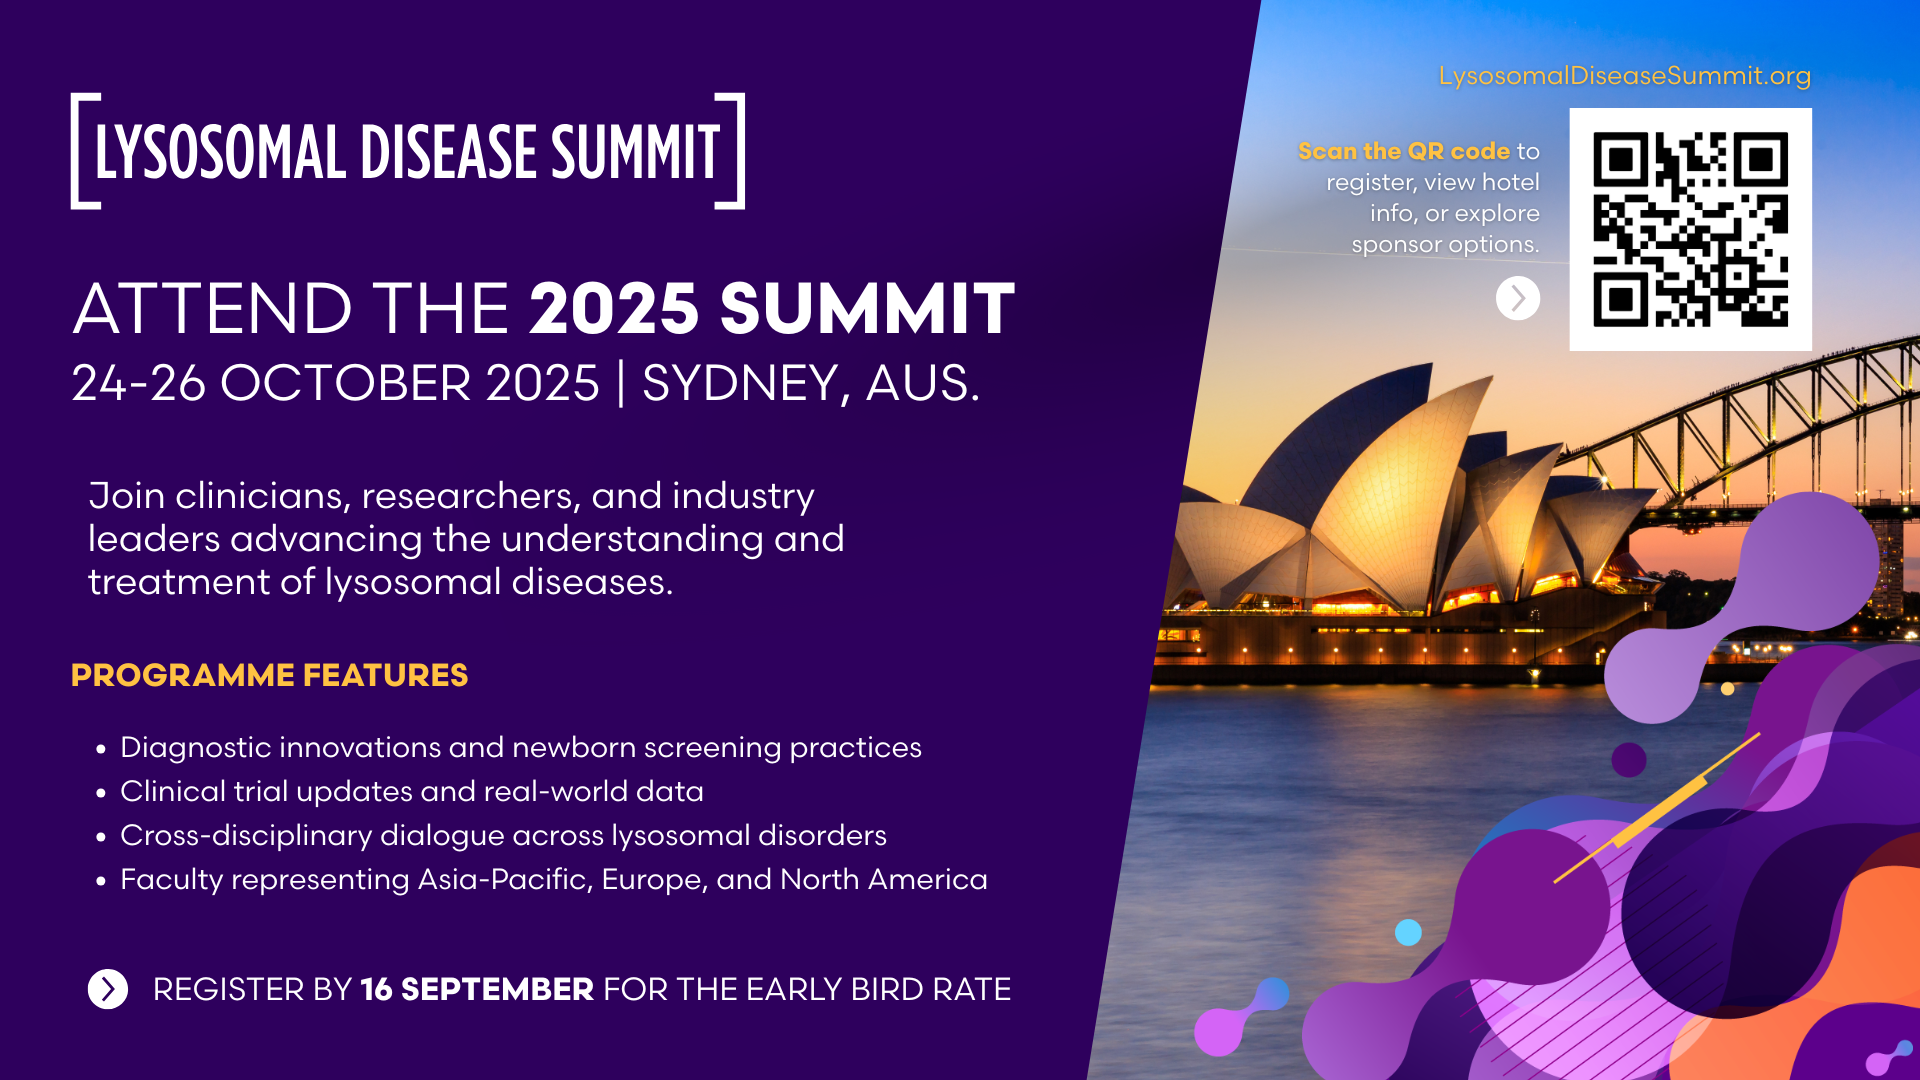 [LYSOSOMAL DISEASE SUMMIT]
ATTEND THE 2025 SUMMIT
24-26 OCTOBER 2025 | SYDNEY, AUS.
Join clinicians, researchers, and industry
leaders advancing the understanding and
treatment of lysosomal diseases.
PROGRAMME FEATURES
• Diagnostic innovations and newborn screening practices
• Clinical trial updates and real-world data
• Cross-disciplinary dialogue across lysosomal disorders
• Faculty representing Asia-Pacific, Europe, and North America
REGISTER BY 16 SEPTEMBER FOR THE EARLY BIRD RATE
LysosomalDiseaseSummit.org
Scan the QR code to
register, view hotel
info, or explore
sponsor options.